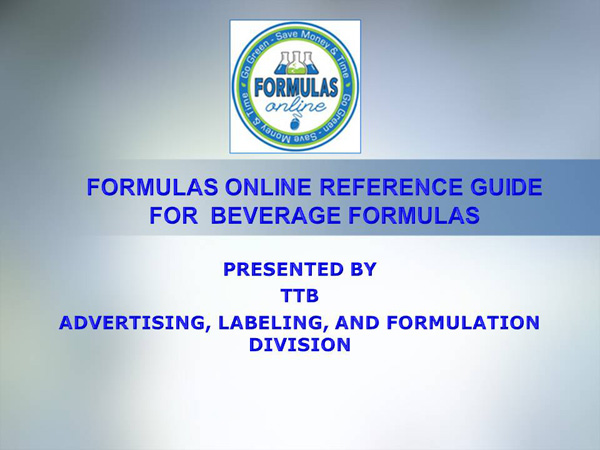 Go Green - Save Money & Time
FORMULAS
online
Go Green - Save Money & Time
FORMULAS ONLINE REFERENCE GUIDE
FOR BEVERAGE FORMULAS
PRESENTED BY
TTB
ADVERTISING, LABELING, AND FORMULATION
DIVISION